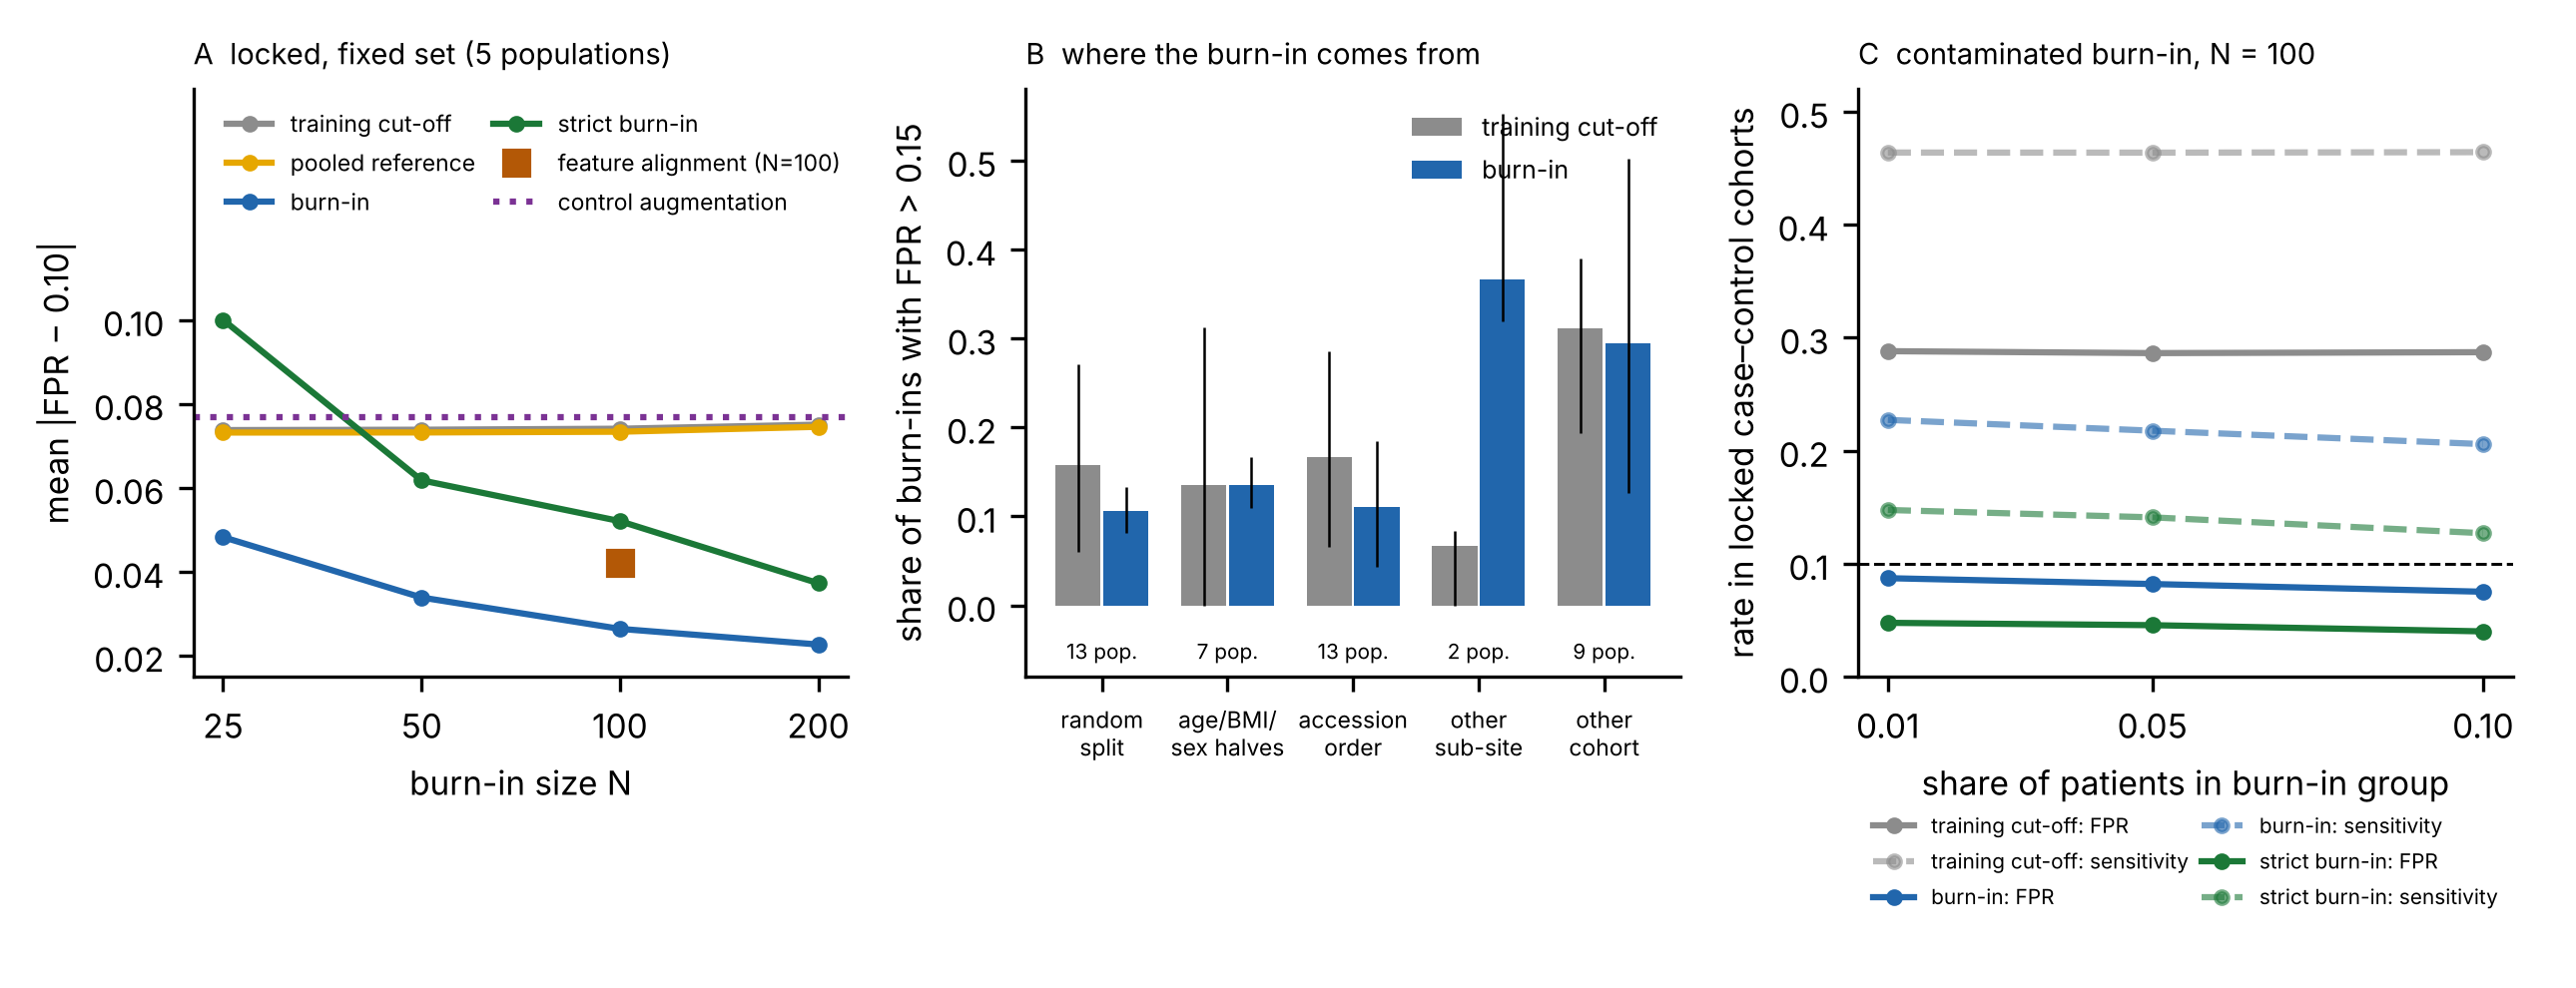 A locked, fixed set (5 populations)
training cut-off
pooled reference
burn-in
strict burn-in
feature alignment (N=100)
control augmentation
mean |FPR − 0.10|
0.10
0.08
0.06
0.04
0.02
25 50 100 200
burn-in size N
B where the burn-in comes from
training cut-off
burn-in
share of burn-ins with FPR > 0.15
0.5
0.4
0.3
0.2
0.1
0.0
13 pop. 7 pop. 13 pop. 2 pop. 9 pop.
random split
age/BMI/ sex halves
accession order
other sub-site
other cohort
C contaminated burn-in, N = 100
rate in locked case–control cohorts
0.5
0.4
0.3
0.2
0.1
0.0
0.01 0.05 0.10
share of patients in burn-in group
training cut-off: FPR
training cut-off: sensitivity
burn-in: FPR
burn-in: sensitivity
strict burn-in: FPR
strict burn-in: sensitivity